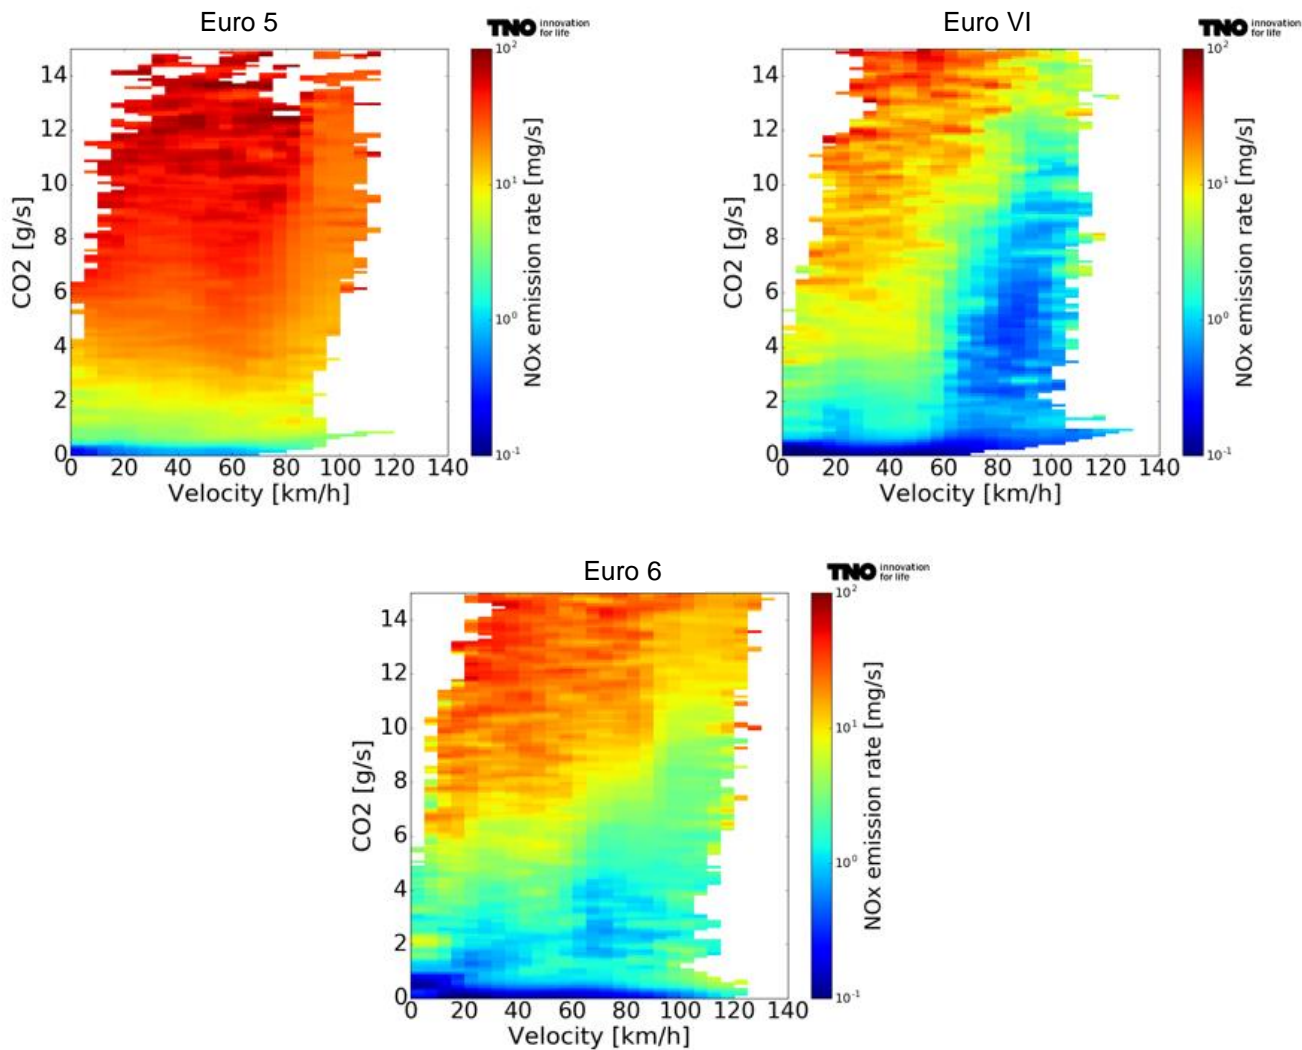 Euro 5
TNO innovation
for life
14
12
10
8
6
4
2
0
CO2 [g/s]
0 20 40 60 80 100 120 140
Velocity [km/h]
10^2
10^1
10^0
10^-1
NOx emission rate [mg/s]
Euro VI
TNO innovation
for life
14
12
10
8
6
4
2
0
CO2 [g/s]
0 20 40 60 80 100 120 140
Velocity [km/h]
10^2
10^1
10^0
10^-1
NOx emission rate [mg/s]
Euro 6
TNO innovation
for life
14
12
10
8
6
4
2
0
CO2 [g/s]
0 20 40 60 80 100 120 140
Velocity [km/h]
10^2
10^1
10^0
10^-1
NOx emission rate [mg/s]